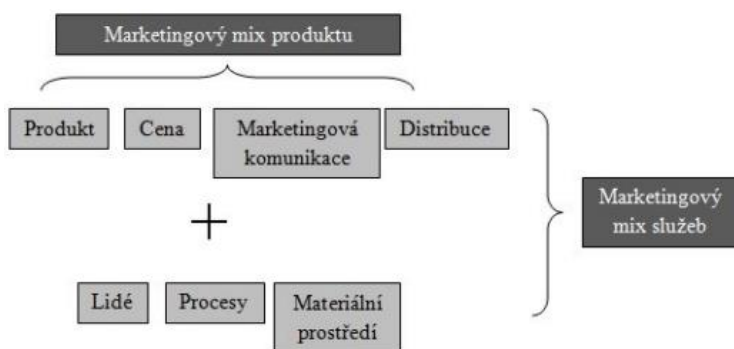 Marketingový mix produktu
Produkt
Cena
Marketingová
komunikace
Distribuce
+
Marketingový
mix služeb
Lidé
Procesy
Materiální
prostředí